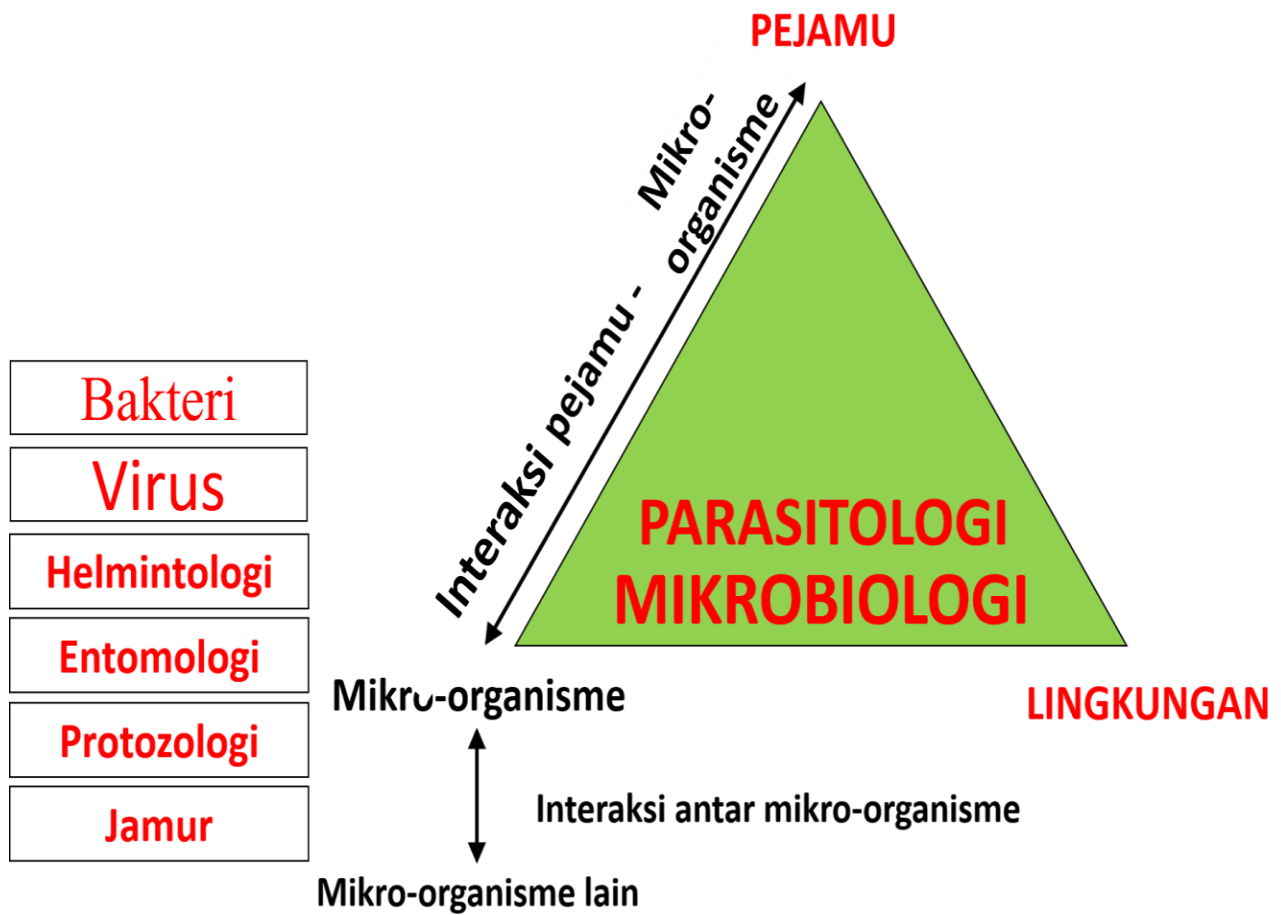 PEJAMU
Interaksi pejamu - Mikro-
organisme
Bakteri
Virus
Helmintologi
Entomologi
Protozologi
Jamur
PARASITOLOGI
MIKROBIOLOGI
Mikro-organisme
LINGKUNGAN
Interaksi antar mikro-organisme
Mikro-organisme lain